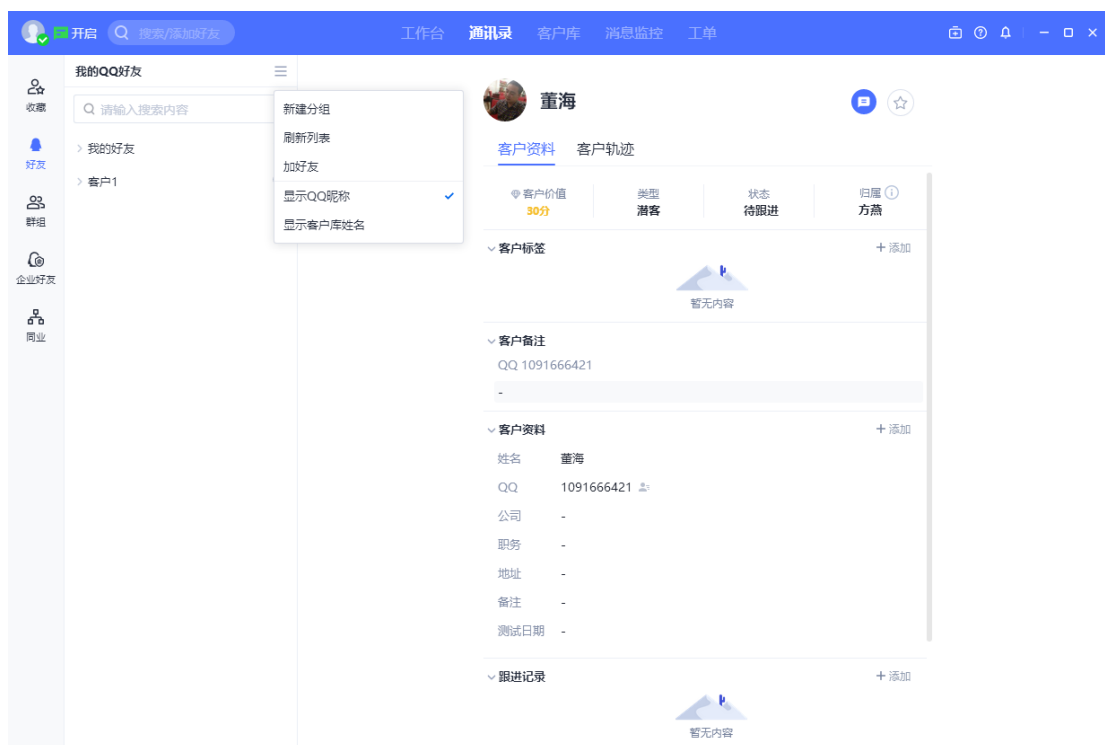 开启 搜索/添加好友 工作台 通讯录 客户库 消息监控 工单
收藏
好友
群组
企业好友
同业
我的QQ好友
请输入搜索内容
我的好友
客户1
新建分组
刷新列表
加好友
显示QQ昵称
显示客户库姓名
董海
客户资料 客户轨迹
客户价值 类型 状态 归属
30分 潜客 待跟进 方燕
客户标签 + 添加
暂无内容
客户备注
QQ 1091666421
-
客户资料 + 添加
姓名 董海
QQ 1091666421
公司 -
职务 -
地址 -
备注 -
测试日期 -
跟进记录 + 添加
暂无内容